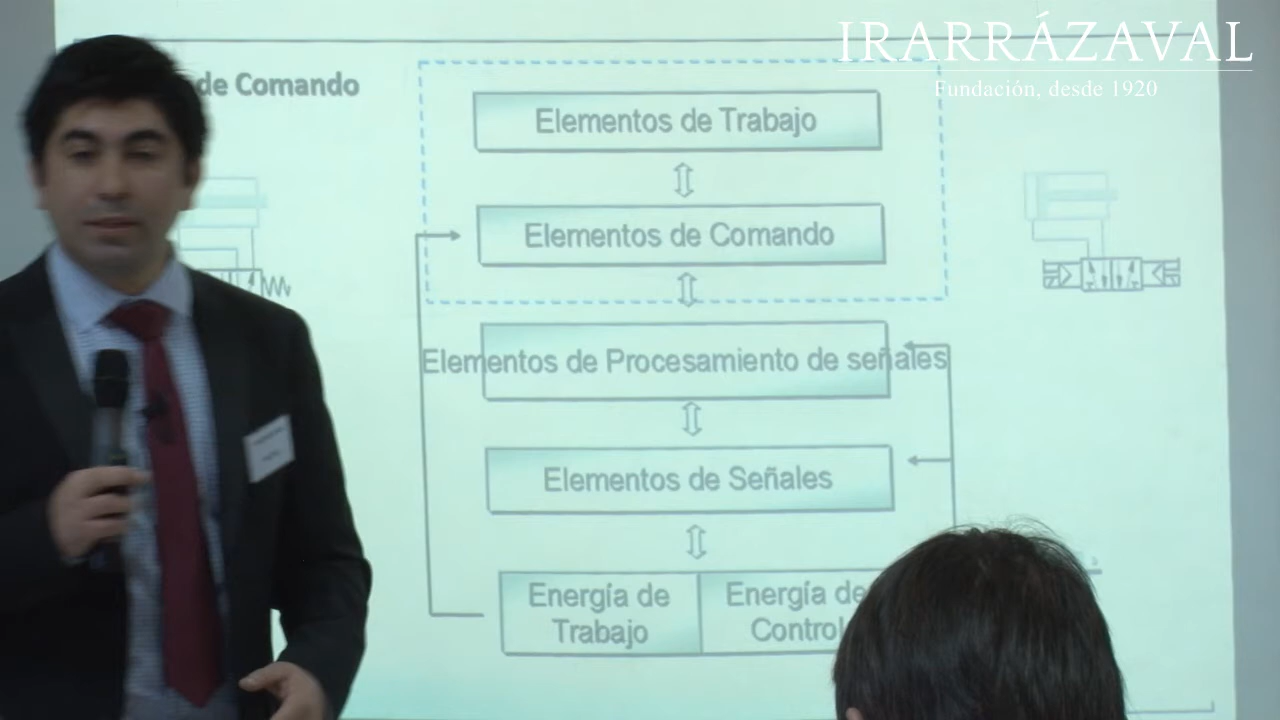 IRARRÁZAVAL
Fundación, desde 1920
de Comando
Elementos de Trabajo
Elementos de Comando
Elementos de Procesamiento de señales
Elementos de Señales
Energía de
Trabajo
Energía de
Control